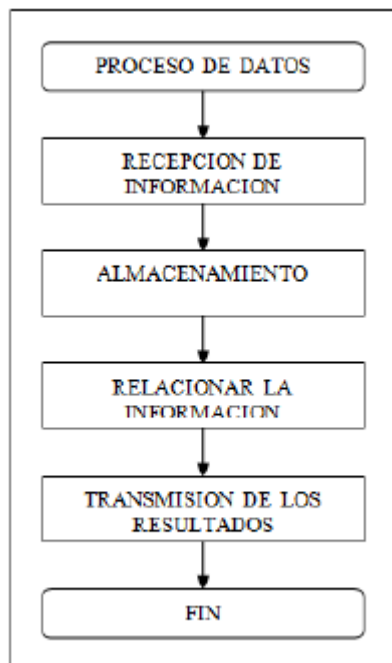 PROCESO DE DATOS
RECEPCION DE
INFORMACION
ALMACENAMIENTO
RELACIONAR LA
INFORMACION
TRANSMISION DE LOS
RESULTADOS
FIN